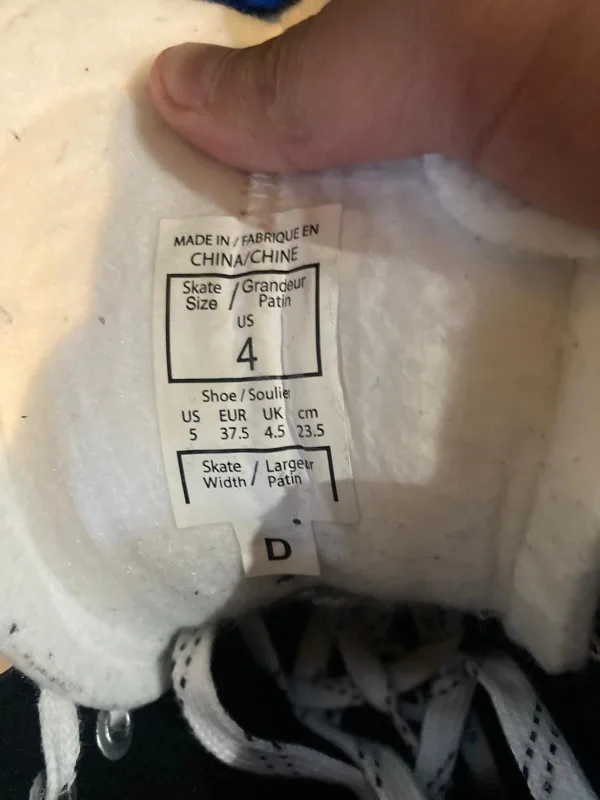 MADE IN / FABRIQUE EN
CHINA/CHINE
Skate / Grandeur
Size / Patin
US
4
Shoe / Soulier
US EUR UK cm
5 37.5 4.5 23.5
Skate / Largeur
Width / Patin
D